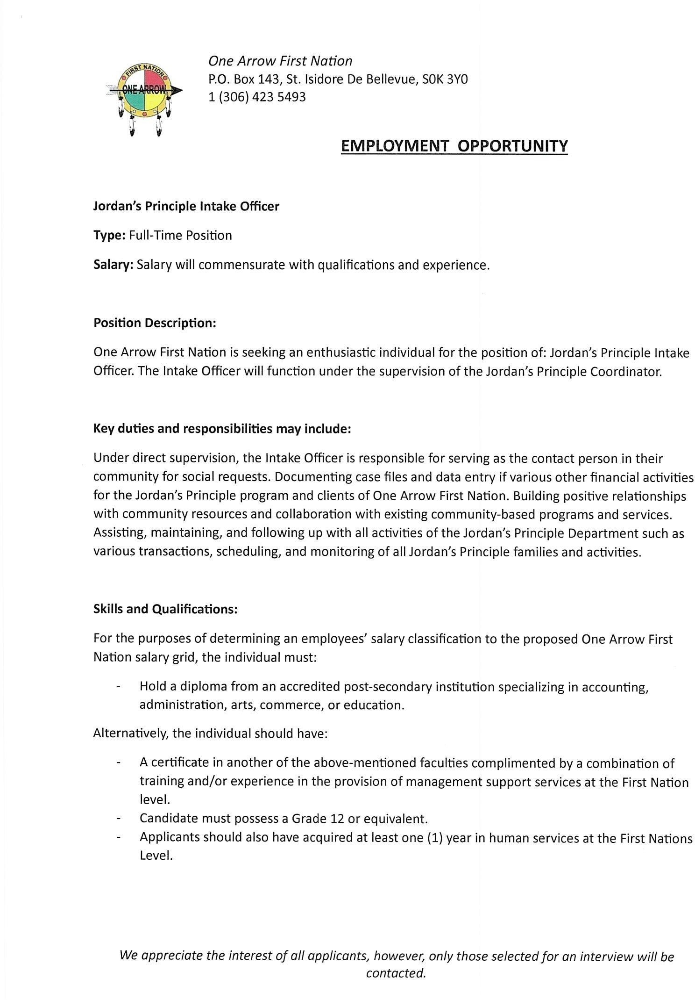 FIRST NATION
ONE ARROW
One Arrow First Nation
P.O. Box 143, St. Isidore De Bellevue, S0K 3Y0
1 (306) 423 5493
EMPLOYMENT OPPORTUNITY
Jordan's Principle Intake Officer
Type: Full-Time Position
Salary: Salary will commensurate with qualifications and experience.
Position Description:
One Arrow First Nation is seeking an enthusiastic individual for the position of: Jordan's Principle Intake
Officer. The Intake Officer will function under the supervision of the Jordan's Principle Coordinator.
Key duties and responsibilities may include:
Under direct supervision, the Intake Officer is responsible for serving as the contact person in their
community for social requests. Documenting case files and data entry if various other financial activities
for the Jordan's Principle program and clients of One Arrow First Nation. Building positive relationships
with community resources and collaboration with existing community-based programs and services.
Assisting, maintaining, and following up with all activities of the Jordan's Principle Department such as
various transactions, scheduling, and monitoring of all Jordan's Principle families and activities.
Skills and Qualifications:
For the purposes of determining an employees' salary classification to the proposed One Arrow First
Nation salary grid, the individual must:
- Hold a diploma from an accredited post-secondary institution specializing in accounting,
administration, arts, commerce, or education.
Alternatively, the individual should have:
- A certificate in another of the above-mentioned faculties complimented by a combination of
training and/or experience in the provision of management support services at the First Nation
level.
- Candidate must possess a Grade 12 or equivalent.
- Applicants should also have acquired at least one (1) year in human services at the First Nations
Level.
We appreciate the interest of all applicants, however, only those selected for an interview will be
contacted.